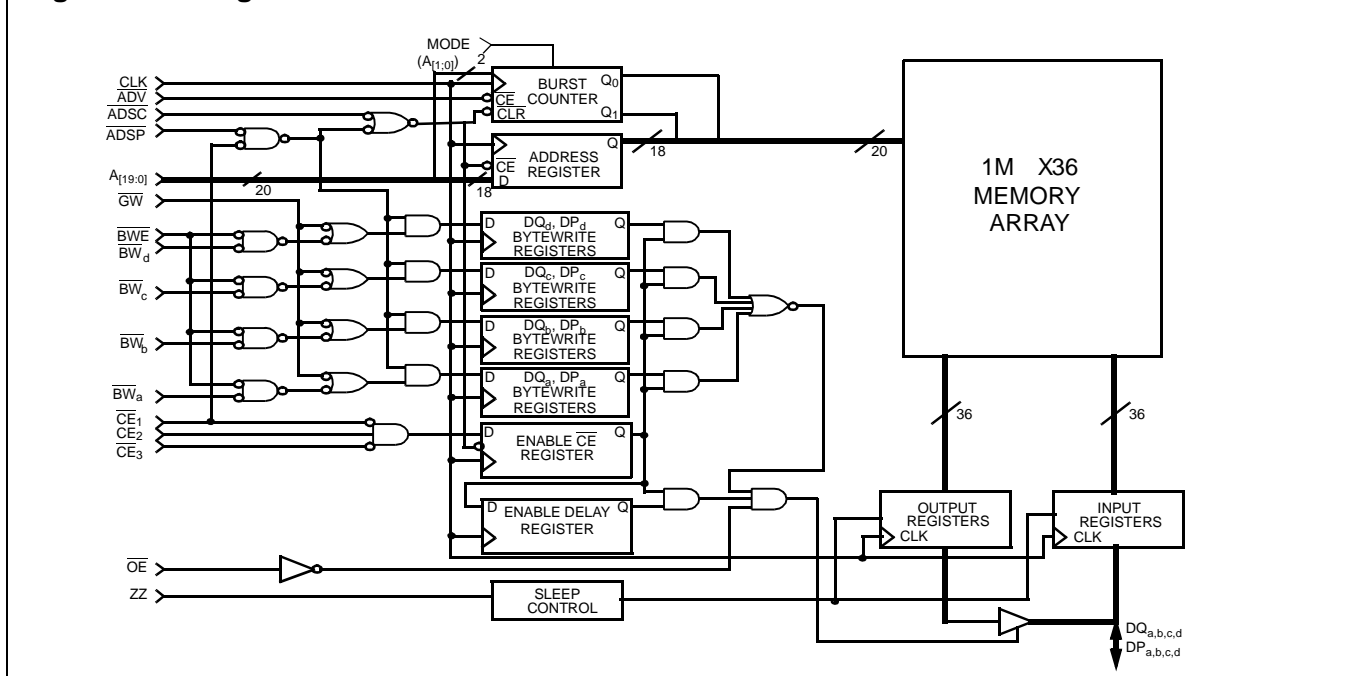 MODE
(A[1;0])
2
CLK
ADV
ADSC
ADSP
BURST
COUNTER
CE
CLR
Q0
Q1
ADDRESS
REGISTER
CE
D
Q
18
20
A[19:0]
20
18
GW
BWE
BWd
BWc
BWb
BWa
CE1
CE2
CE3
D
DQd, DPd
BYTEWRITE
REGISTERS
Q
D
DQc, DPc
BYTEWRITE
REGISTERS
Q
D
DQb, DPb
BYTEWRITE
REGISTERS
Q
D
DQa, DPa
BYTEWRITE
REGISTERS
Q
D
ENABLE CE
REGISTER
Q
D
ENABLE DELAY
REGISTER
Q
OE
ZZ
SLEEP
CONTROL
1M X36
MEMORY
ARRAY
36
36
OUTPUT
REGISTERS
CLK
INPUT
REGISTERS
CLK
DQa,b,c,d
DPa,b,c,d